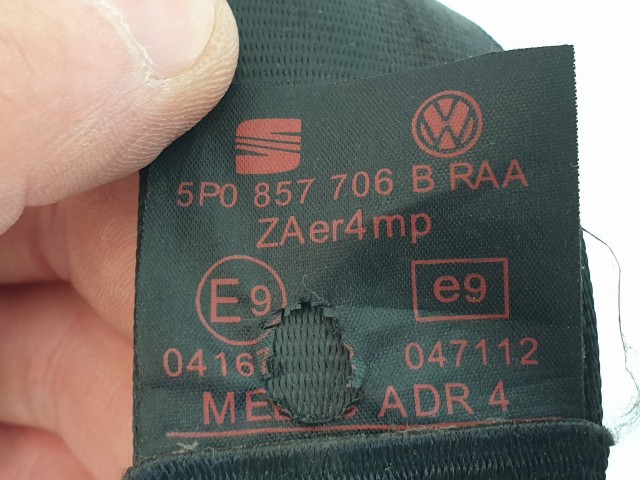 5P0 857 706 B RAA
ZAer4mp
E9 e9
047112
ADR 4